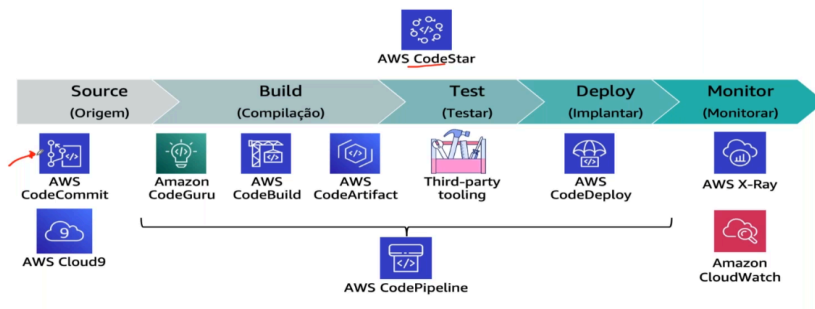 AWS CodeStar
Source
(Origem)
Build
(Compilação)
Test
(Testar)
Deploy
(Implantar)
Monitor
(Monitorar)
AWS
CodeCommit
Amazon
CodeGuru
AWS
CodeBuild
AWS
CodeArtifact
Third-party
tooling
AWS
CodeDeploy
AWS X-Ray
9
AWS Cloud9
AWS CodePipeline
Amazon
CloudWatch